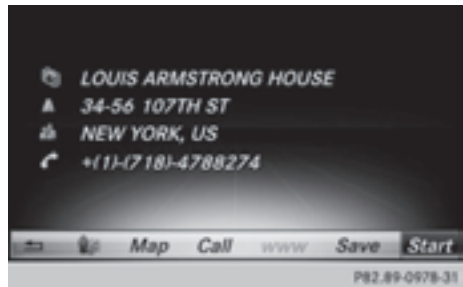 LOUIS ARMSTRONG HOUSE
34-56 107TH ST
NEW YORK, US
+(1)-(718)-4788274
Map Call www Save Start
P82.89-0978-31